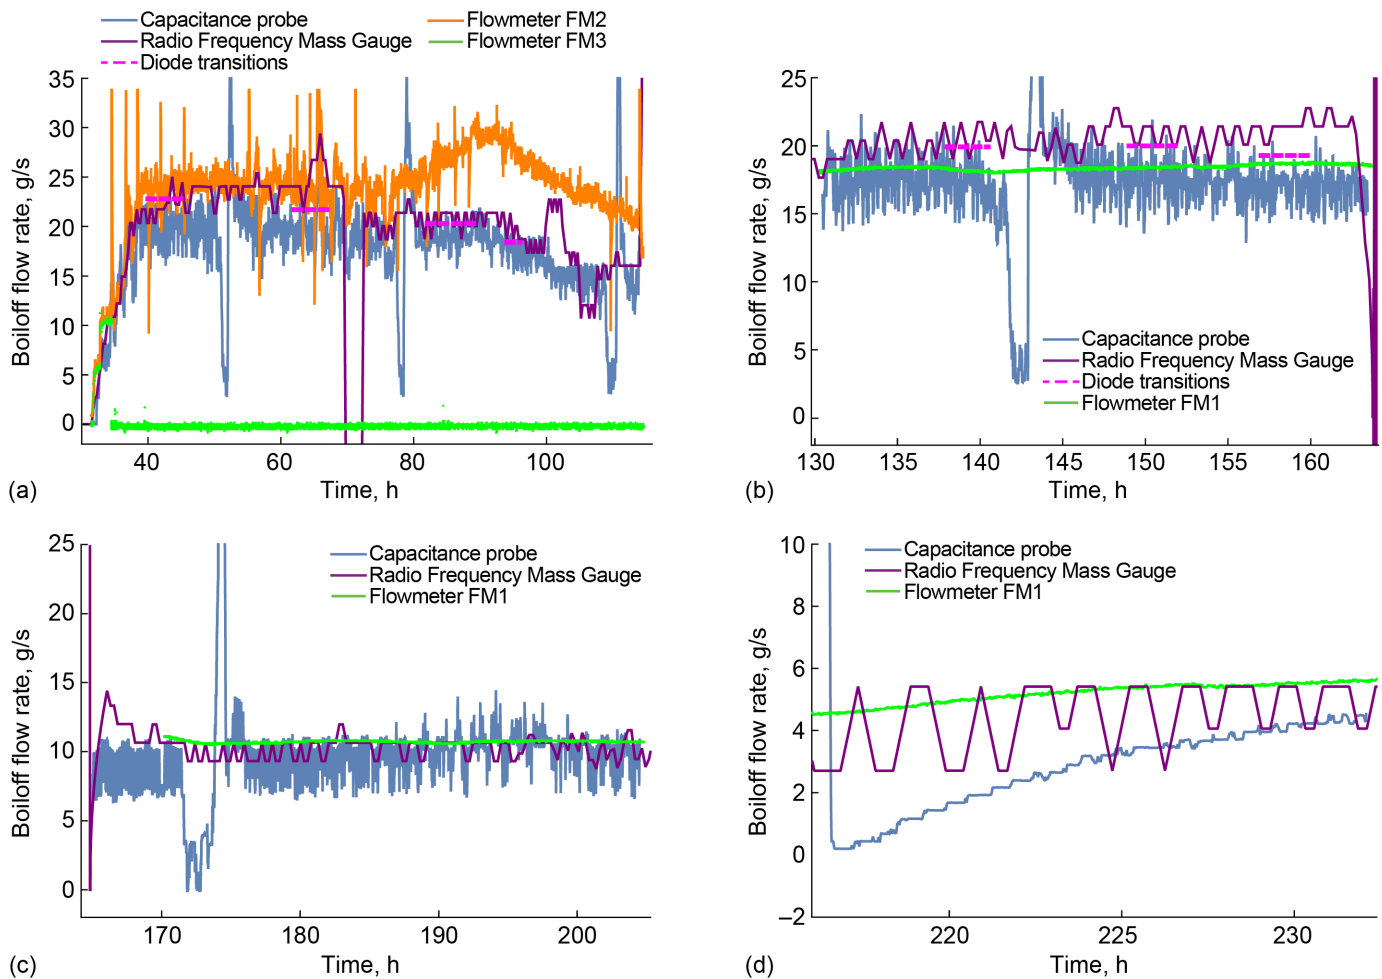 Capacitance probe
Radio Frequency Mass Gauge
Diode transitions
Flowmeter FM2
Flowmeter FM3
Boiloff flow rate, g/s
35
30
25
20
15
10
5
0
40 60 80 100
Time, h
(a)
Boiloff flow rate, g/s
25
20
15
10
5
0
Capacitance probe
Radio Frequency Mass Gauge
Diode transitions
Flowmeter FM1
130 135 140 145 150 155 160
Time, h
(b)
Boiloff flow rate, g/s
25
20
15
10
5
0
Capacitance probe
Radio Frequency Mass Gauge
Flowmeter FM1
170 180 190 200
Time, h
(c)
Boiloff flow rate, g/s
10
8
6
4
2
0
–2
Capacitance probe
Radio Frequency Mass Gauge
Flowmeter FM1
220 225 230
Time, h
(d)